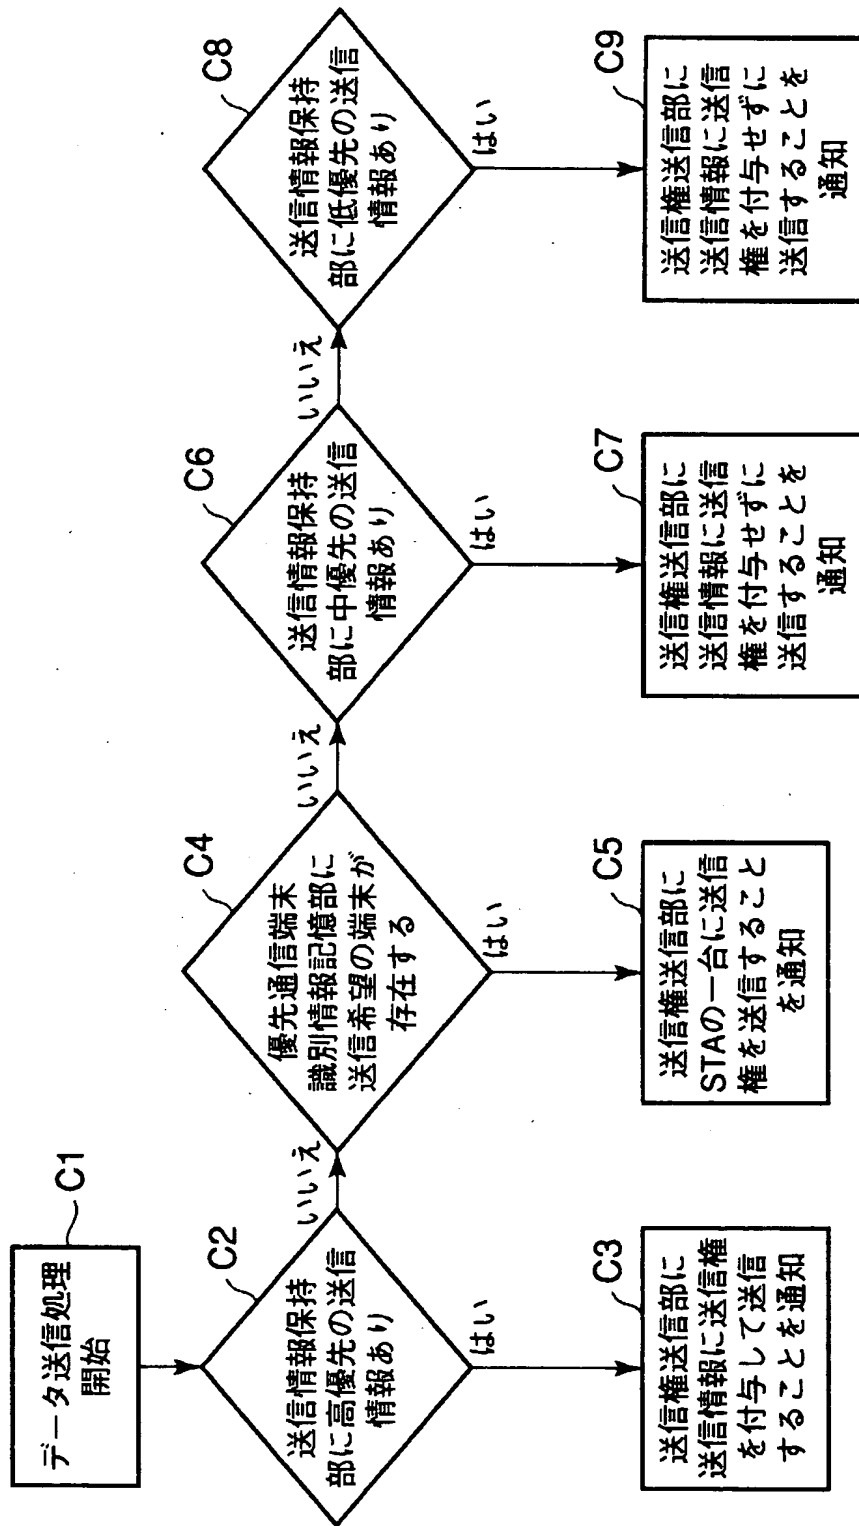 C1
データ送信処理
開始
C2
送信情報保持
部に高優先の送信
情報あり
いいえ
はい
C3
送信権送信部に
送信情報に送信権
を付与して送信
することを通知
C4
優先通信端末
識別情報記憶部に
送信希望の端末が
存在する
いいえ
はい
C5
送信権送信部に
STAの一台に送信
権を送信すること
を通知
C6
送信情報保持
部に中優先の送信
情報あり
いいえ
はい
C7
送信権送信部に
送信情報に送信
権を付与せずに
送信することを
通知
C8
送信情報保持
部に低優先の送信
情報あり
はい
C9
送信権送信部に
送信情報に送信
権を付与せずに
送信することを
通知